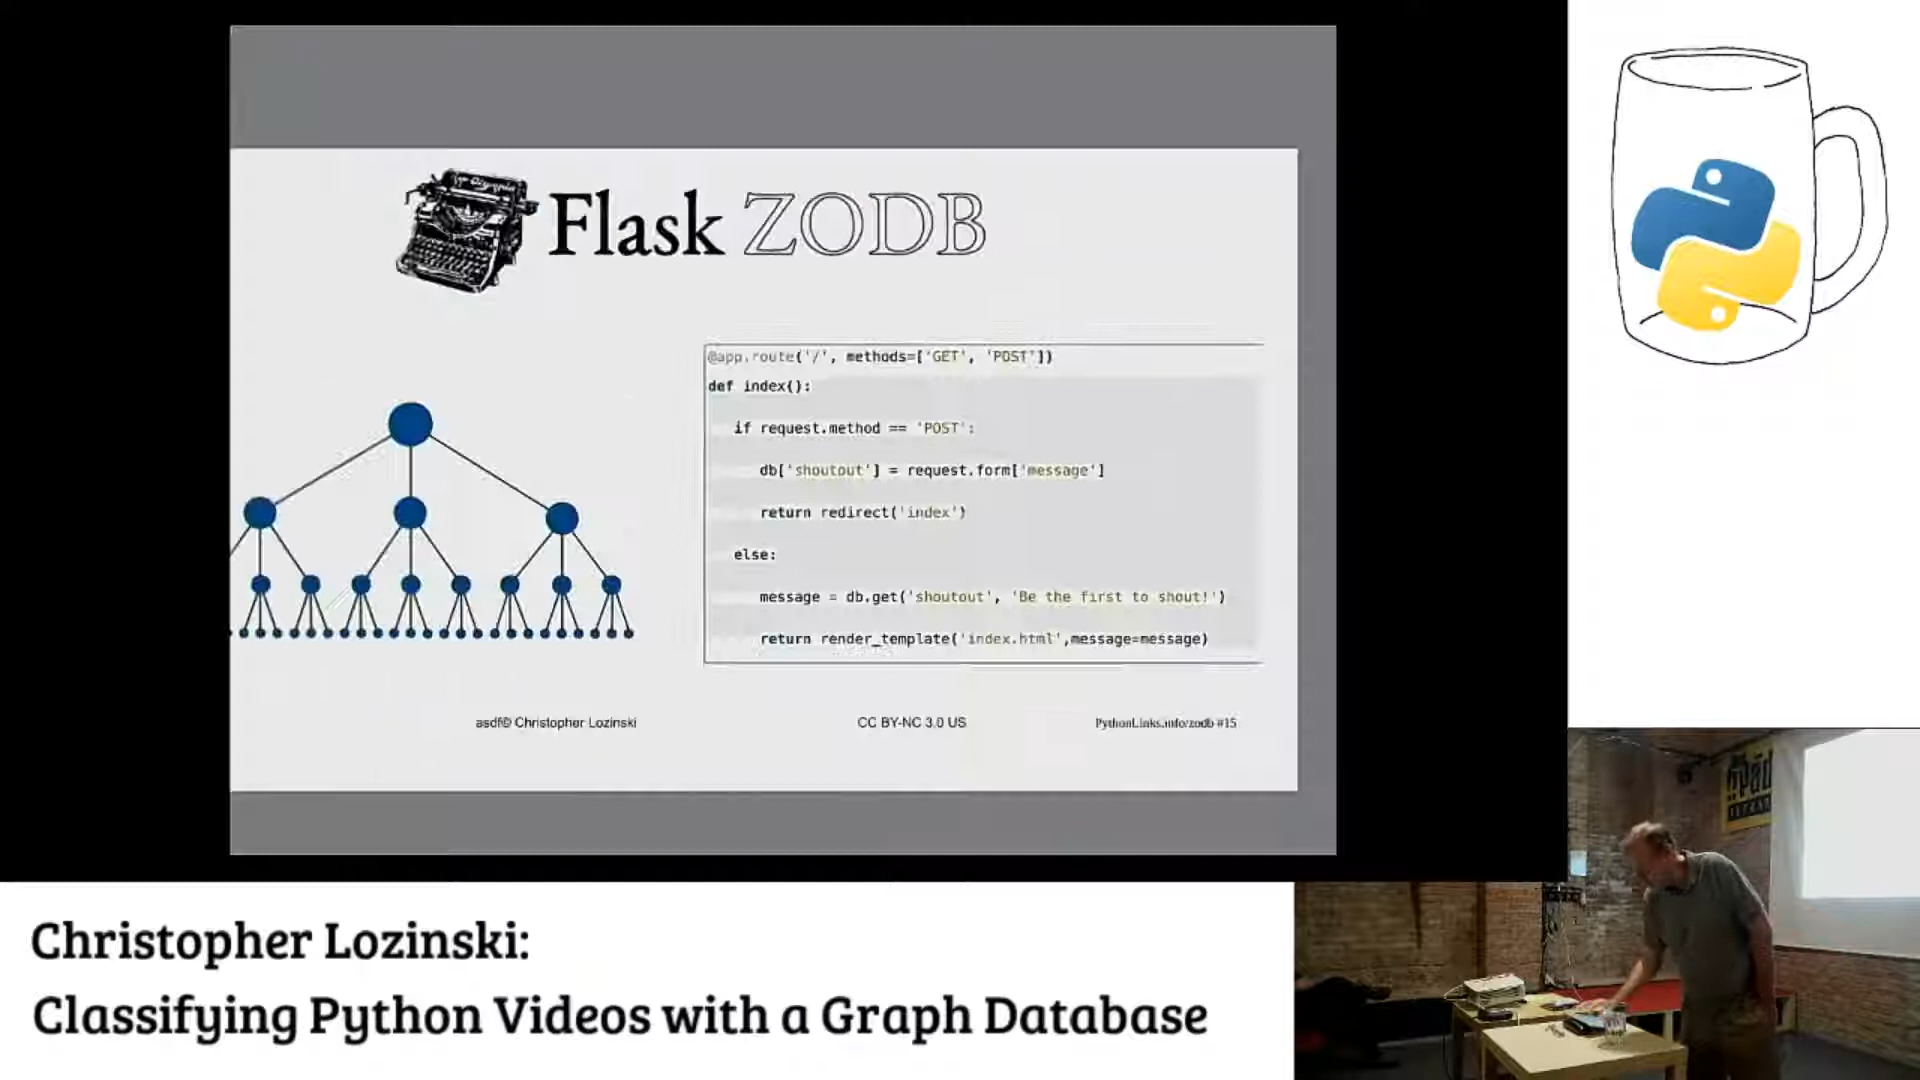 Flask ZODB
@app.route('/', methods=['GET', 'POST'])
def index():
if request.method == 'POST':
db['shoutout'] = request.form['message']
return redirect('index')
else:
message = db.get('shoutout', 'Be the first to shout!')
return render_template('index.html',message=message)
asdf© Christopher Lozinski
CC BY-NC 3.0 US
PythonLinks.info/zodb #15
Christopher Lozinski:
Classifying Python Videos with a Graph Database